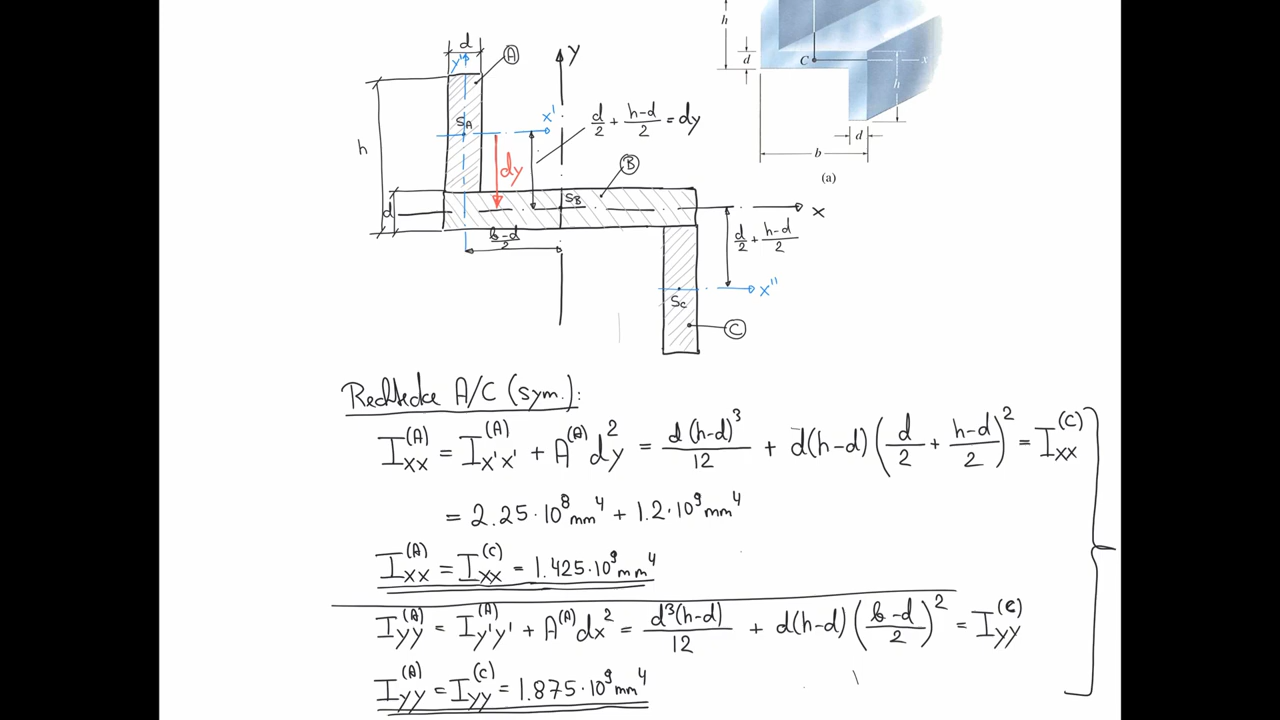 d
y'
A
Y
h
d
C
x
h
d
b
(a)
S_A
x'
d/2 + (h-d)/2 = dy
h
dy
B
d
S_B
x
(b-d)/2
d/2 + (h-d)/2
x''
S_C
C
Rechtecke A/C (sym.):
I_xx^(A) = I_x'x'^(A) + A^(A) dy^2 = d(h-d)^3/12 + d(h-d) (d/2 + (h-d)/2)^2 = I_xx^(C)
= 2.25·10^8 mm^4 + 1.2·10^9 mm^4
I_xx^(A) = I_xx^(C) = 1.425·10^9 mm^4
I_yy^(A) = I_y'y'^(A) + A^(A) dx^2 = d^3(h-d)/12 + d(h-d) ((b-d)/2)^2 = I_yy^(C)
I_yy^(A) = I_yy^(C) = 1.875·10^9 mm^4